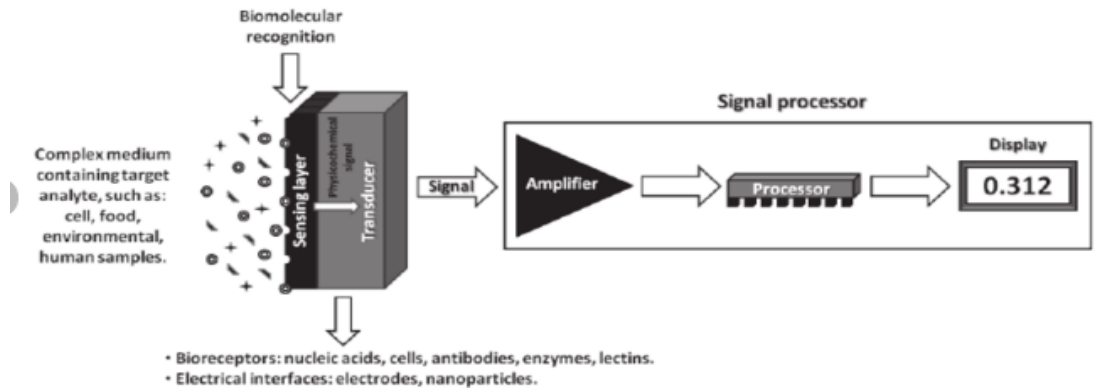 Biomolecular
recognition
Complex medium
containing target
analyte, such as:
cell, food,
environmental,
human samples.
Sensing layer
Physicochemical
signal
Transducer
Signal
Signal processor
Amplifier
Processor
Display
0.312
• Bioreceptors: nucleic acids, cells, antibodies, enzymes, lectins.
• Electrical interfaces: electrodes, nanoparticles.